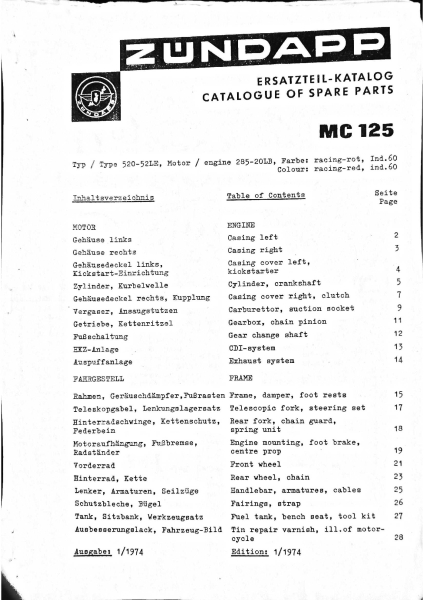 ZÜNDAPP
ZÜNDAPP
ERSATZTEIL-KATALOG
CATALOGUE OF SPARE PARTS
MC 125
Typ / Type 520-52LE, Motor / engine 285-20LB, Farbe: racing-rot, Ind.60
Colour: racing-red, ind.60
Inhaltsverzeichnis Table of Contents Seite
Page
MOTOR ENGINE
Gehäuse links Casing left 2
Gehäuse rechts Casing right 3
Gehäusedeckel links, Casing cover left,
Kickstart-Einrichtung kickstarter 4
Zylinder, Kurbelwelle Cylinder, crankshaft 5
Gehäusedeckel rechts, Kupplung Casing cover right, clutch 7
Vergaser, Ansaugstutzen Carburettor, suction socket 9
Getriebe, Kettenritzel Gearbox, chain pinion 11
Fußschaltung Gear change shaft 12
HKZ-Anlage CDI-system 13
Auspuffanlage Exhaust system 14
FAHRGESTELL FRAME
Rahmen, Geräuschdämpfer,Fußrasten Frame, damper, foot rests 15
Teleskopgabel, Lenkungslagersatz Telescopic fork, steering set 17
Hinterradschwinge, Kettenschutz, Rear fork, chain guard,
Federbein spring unit 18
Motoraufhängung, Fußbremse, Engine mounting, foot brake,
Radständer centre prop 19
Vorderrad Front wheel 21
Hinterrad, Kette Rear wheel, chain 23
Lenker, Armaturen, Seilzüge Handlebar, armatures, cables 25
Schutzbleche, Bügel Fairings, strap 26
Tank, Sitzbank, Werkzeugsatz Fuel tank, bench seat, tool kit 27
Ausbesserungslack, Fahrzeug-Bild Tin repair varnish, ill.of motor-
cycle 28
Ausgabe: 1/1974 Edition: 1/1974